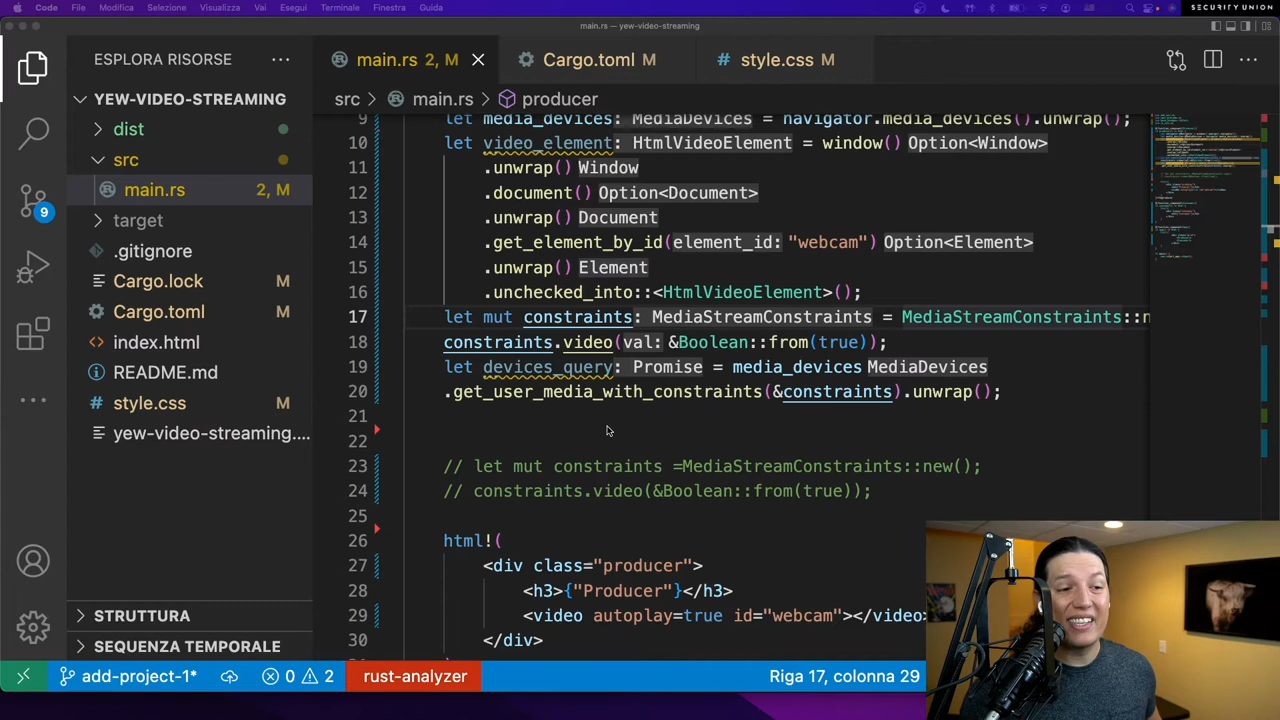 Code Modifica Selezione Visualizza Vai Esegui Terminale Finestra Guida
SECURITY UNION
main.rs — yew-video-streaming
ESPLORA RISORSE
main.rs 2, M
Cargo.toml M
style.css M
YEW-VIDEO-STREAMING
src > main.rs > producer
dist
src
main.rs 2, M
target
.gitignore
Cargo.lock M
Cargo.toml M
index.html M
README.md
style.css M
yew-video-streaming....
9
STRUTTURA
SEQUENZA TEMPORALE
9 let media_devices: MediaDevices = navigator.media_devices().unwrap();
10 let video_element: HtmlVideoElement = window() Option<Window>
11 .unwrap() Window
12 .document() Option<Document>
13 .unwrap() Document
14 .get_element_by_id(element_id: "webcam") Option<Element>
15 .unwrap() Element
16 .unchecked_into::<HtmlVideoElement>();
17 let mut constraints: MediaStreamConstraints = MediaStreamConstraints::n
18 constraints.video(val: &Boolean::from(true));
19 let devices_query: Promise = media_devices MediaDevices
20 .get_user_media_with_constraints(&constraints).unwrap();
21
22
23 // let mut constraints =MediaStreamConstraints::new();
24 // constraints.video(&Boolean::from(true));
25
26 html!(
27 <div class="producer">
28 <h3>{"Producer"}</h3>
29 <video autoplay=true id="webcam"></video>
30 </div>
add-project-1* 0 2 rust-analyzer Riga 17, colonna 29